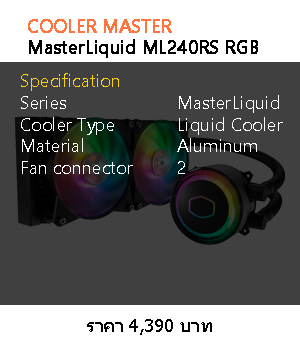 COOLER MASTER
MasterLiquid ML240RS RGB
Specification
Series MasterLiquid
Cooler Type Liquid Cooler
Material Aluminum
Fan connector 2
ราคา 4,390 บาท